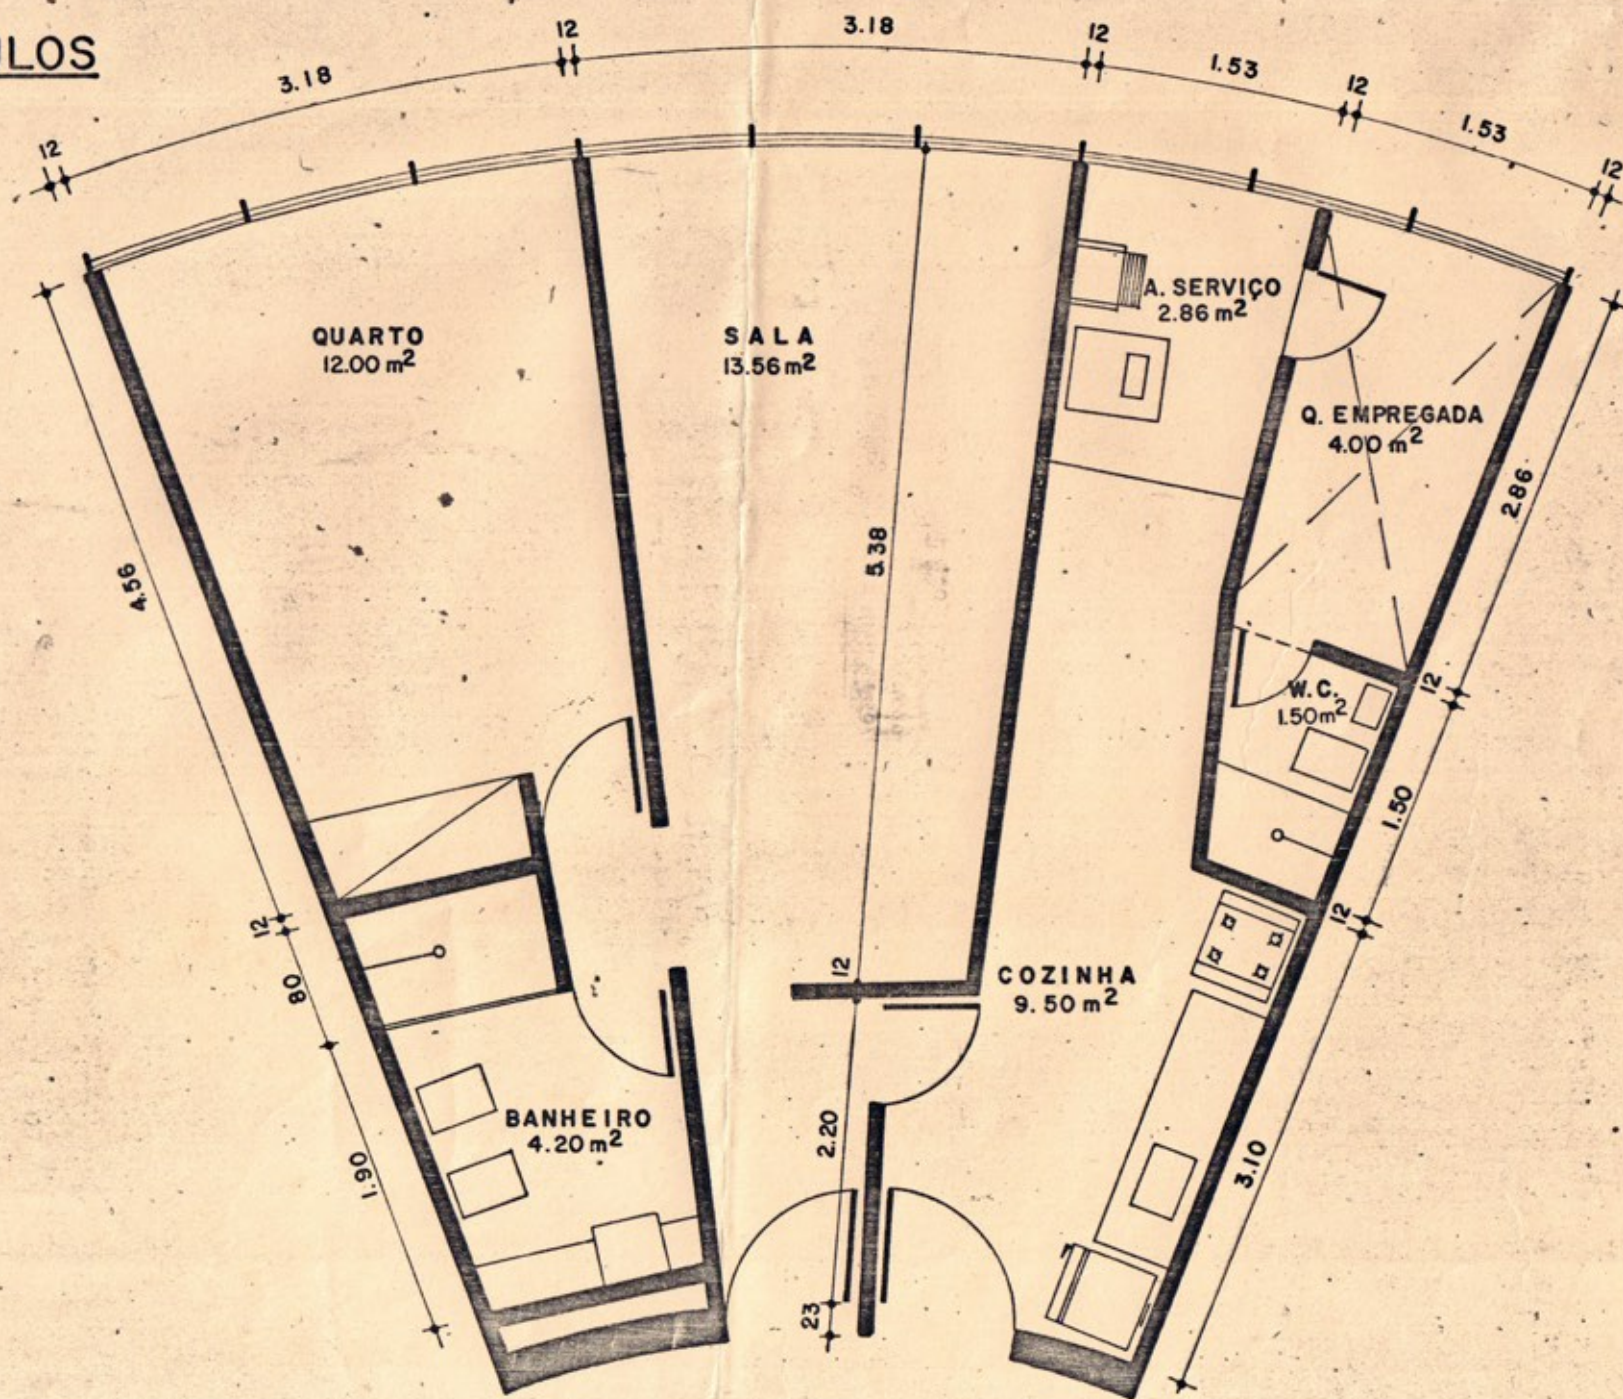 ULOS
12
3.18
12
3.18
12
1.53
12
1.53
12
QUARTO
12.00 m²
SALA
13.56 m²
A. SERVIÇO
2.86 m²
Q. EMPREGADA
4.00 m²
2.86
4.56
5.38
12
W.C.
1.50 m²
1.50
12
12
80
12
COZINHA
9.50 m²
BANHEIRO
4.20 m²
2.20
1.90
3.10
23